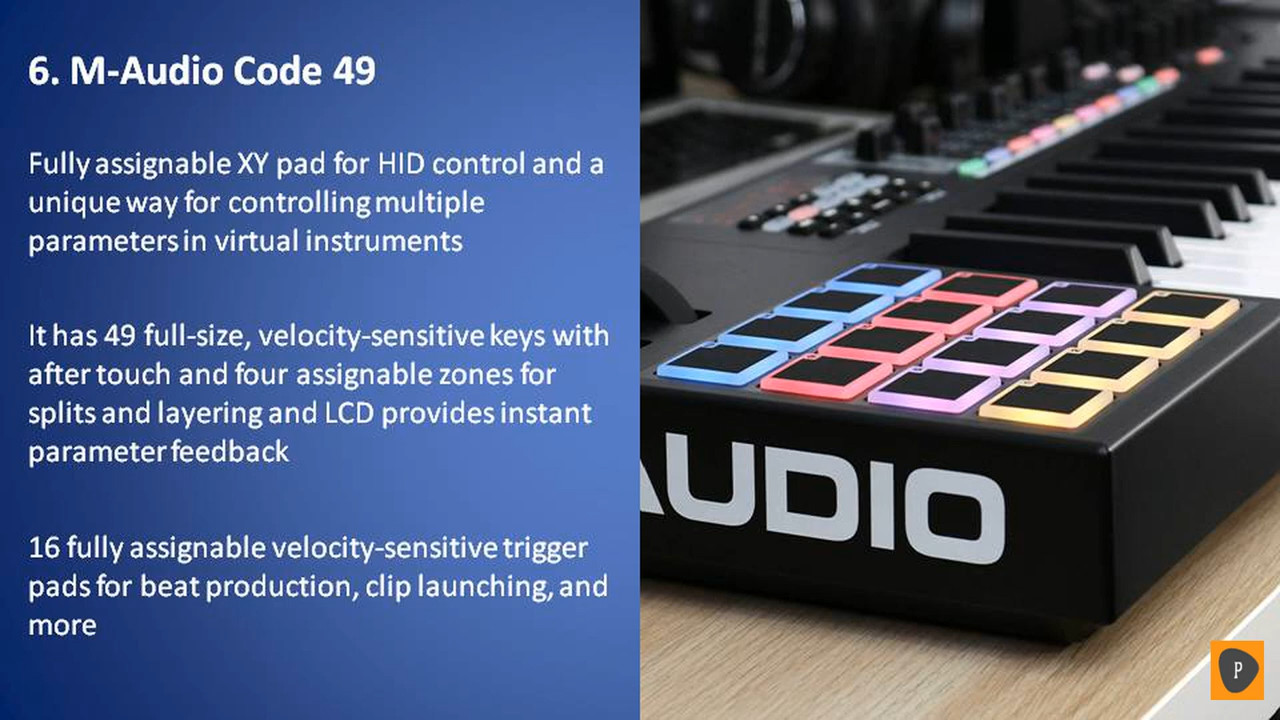 6. M-Audio Code 49
Fully assignable XY pad for HID control and a
unique way for controlling multiple
parameters in virtual instruments
It has 49 full-size, velocity-sensitive keys with
after touch and four assignable zones for
splits and layering and LCD provides instant
parameter feedback
16 fully assignable velocity-sensitive trigger
pads for beat production, clip launching, and
more
AUDIO
P